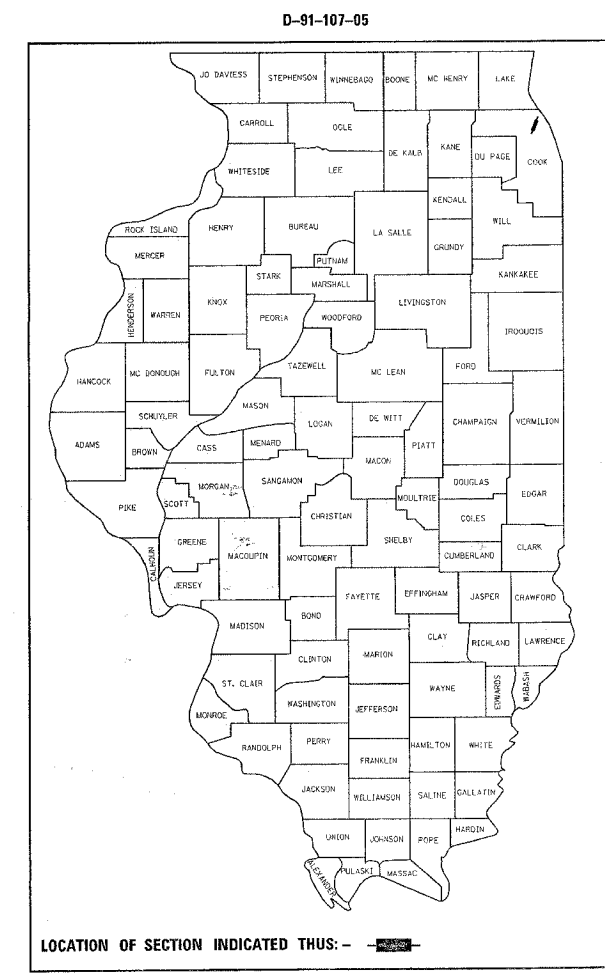 D-91-107-05
JO DAVIESS
STEPHENSON
WINNEBAGO
BOONE
MC HENRY
LAKE
CARROLL
OGLE
DE KALB
KANE
DU PAGE
COOK
WHITESIDE
LEE
KENDALL
WILL
ROCK ISLAND
HENRY
BUREAU
LA SALLE
GRUNDY
MERCER
PUTNAM
KANKAKEE
STARK
MARSHALL
HENDERSON
WARREN
KNOX
PEORIA
WOODFORD
LIVINGSTON
IROQUOIS
HANCOCK
MC DONOUGH
FULTON
TAZEWELL
MC LEAN
FORD
SCHUYLER
MASON
LOGAN
DE WITT
CHAMPAIGN
VERMILION
ADAMS
BROWN
CASS
MENARD
MACON
PIATT
PIKE
SCOTT
MORGAN
SANGAMON
MOULTRIE
DOUGLAS
EDGAR
CHRISTIAN
COLES
CALHOUN
GREENE
MACOUPIN
MONTGOMERY
SHELBY
CUMBERLAND
CLARK
JERSEY
FAYETTE
EFFINGHAM
JASPER
CRAWFORD
MADISON
BOND
CLAY
RICHLAND
LAWRENCE
CLINTON
MARION
ST. CLAIR
WAYNE
EDWARDS
WABASH
MONROE
WASHINGTON
JEFFERSON
RANDOLPH
PERRY
HAMILTON
WHITE
FRANKLIN
JACKSON
WILLIAMSON
SALINE
GALLATIN
UNION
JOHNSON
POPE
HARDIN
ALEXANDER
PULASKI
MASSAC
LOCATION OF SECTION INDICATED THUS: -